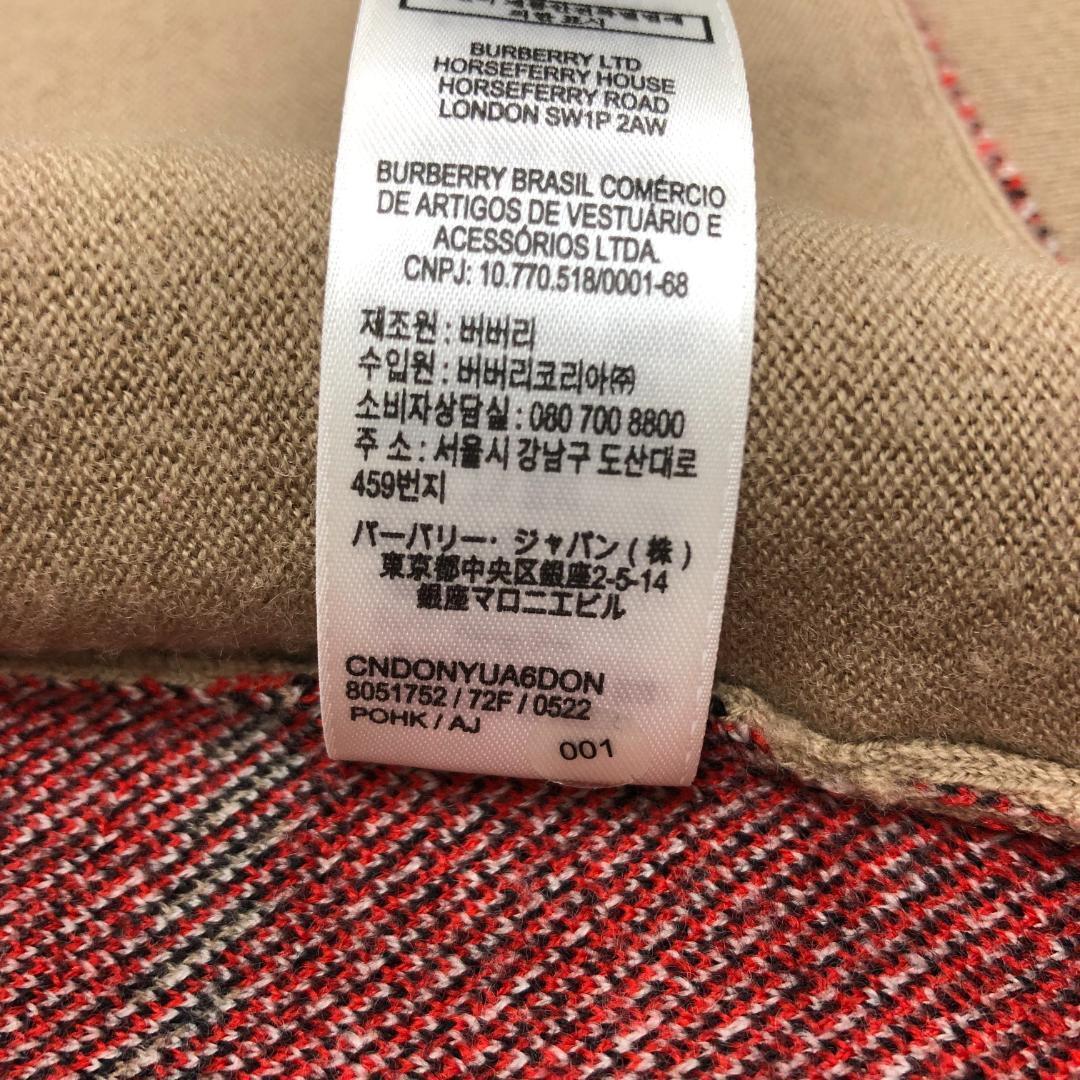 의한 표시
BURBERRY LTD
HORSEFERRY HOUSE
HORSEFERRY ROAD
LONDON SW1P 2AW
BURBERRY BRASIL COMÉRCIO
DE ARTIGOS DE VESTUÁRIO E
ACESSÓRIOS LTDA.
CNPJ: 10.770.518/0001-68
제조원 : 버버리
수입원 : 버버리코리아㈜
소비자상담실 : 080 700 8800
주 소 : 서울시 강남구 도산대로
459번지
バーバリー・ジャパン ( 株 )
東京都中央区銀座2-5-14
銀座マロニエビル
CNDONYUA6DON
8051752 / 72F / 0522
POHK / AJ
001